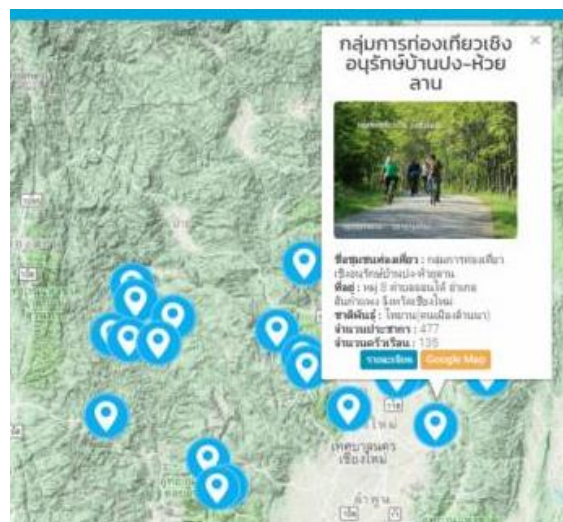 กลุ่มการท่องเที่ยวเชิง
อนุรักษ์บ้านปง-ห้วย
ลาน
ชื่อชุมชนท่องเที่ยว : กลุ่มการท่องเที่ยว
เชิงอนุรักษ์บ้านปง-ห้วยลาน
ที่อยู่ : หมู่ 8 ตำบลออนใต้ อำเภอ
สันกำแพง จังหวัดเชียงใหม่
ชาติพันธุ์ : ไทยวน(คนเมืองล้านนา)
จำนวนประชากร : 477
จำนวนครัวเรือน : 135
รายละเอียด
Google Map
ปาย
เทศบาลนคร
เชียงใหม่
ลำพูน